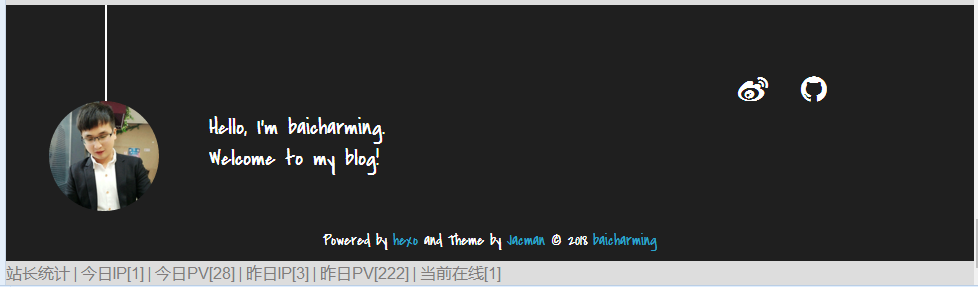 Hello, I'm baicharming.
Welcome to my blog!
Powered by hexo and Theme by Jacman © 2018 baicharming
站长统计 | 今日IP[1] | 今日PV[28] | 昨日IP[3] | 昨日PV[222] | 当前在线[1]